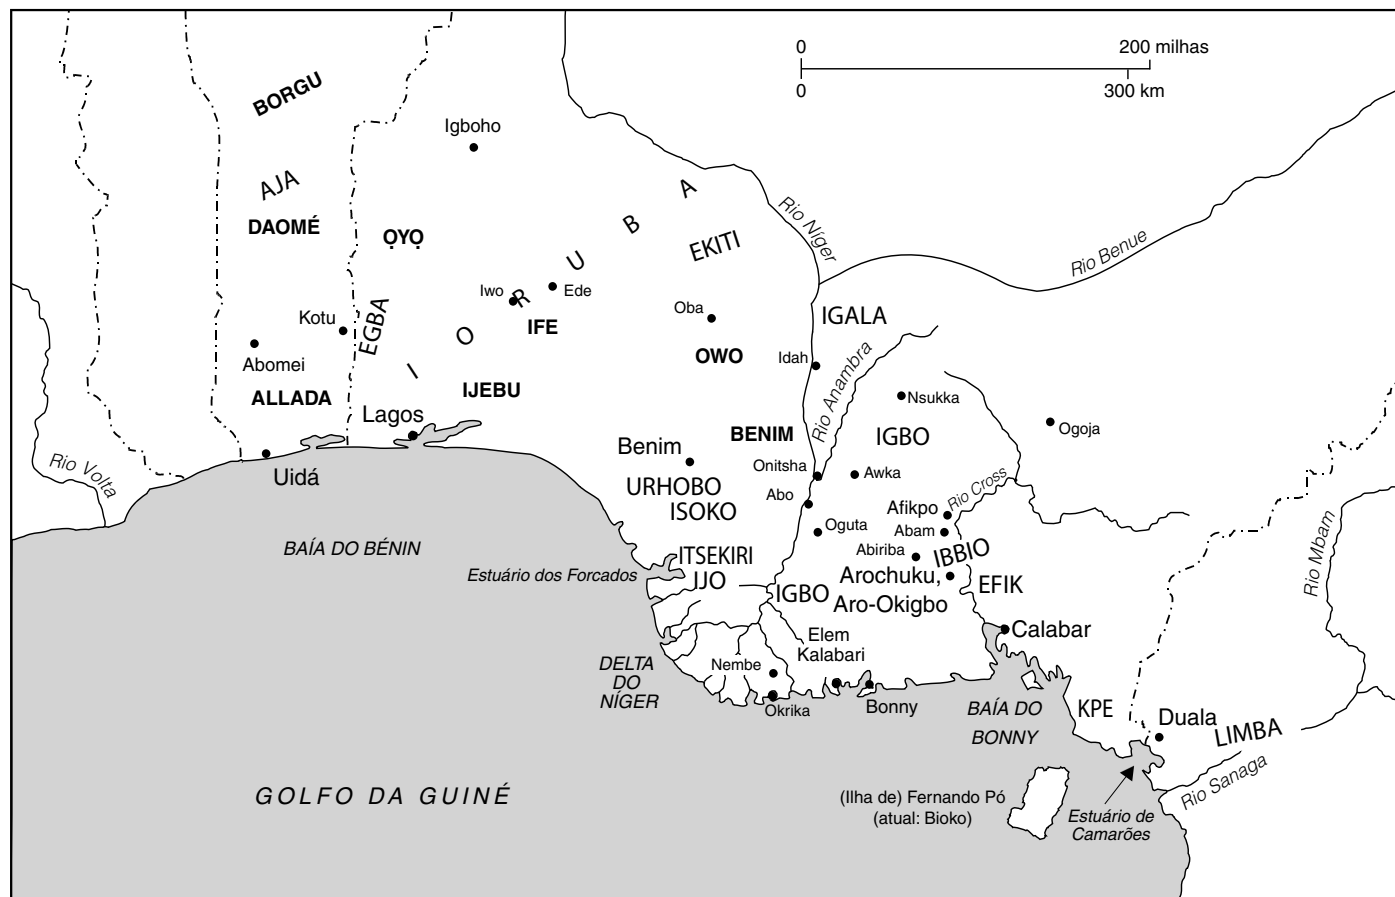 0
200 milhas
0
300 km
BORGU
Igboho
AJA
DAOMÉ
ỌYỌ
IORUBA
EKITI
Rio Níger
Rio Benue
Iwo
Ede
Kotu
EGBA
IFE
Oba
IGALA
Abomei
OWO
Idah
Rio Anambra
ALLADA
IJEBU
Nsukka
Lagos
BENIM
IGBO
Ogoja
Rio Volta
Uidá
Benim
Onitsha
Awka
URHOBO
Abo
Rio Cross
ISOKO
Afikpo
Oguta
Abam
BAÍA DO BÉNIN
Abiriba
IBBIO
Rio Mbam
ITSEKIRI
Estuário dos Forcados
IJO
IGBO
Arochuku,
Aro-Okigbo
EFIK
Calabar
Elem
Kalabari
DELTA
DO
NÍGER
Nembe
Okrika
Bonny
BAÍA DO
BONNY
KPE
Duala
LIMBA
Rio Sanaga
GOLFO DA GUINÉ
(Ilha de) Fernando Pó
(atual: Bioko)
Estuário de
Camarões